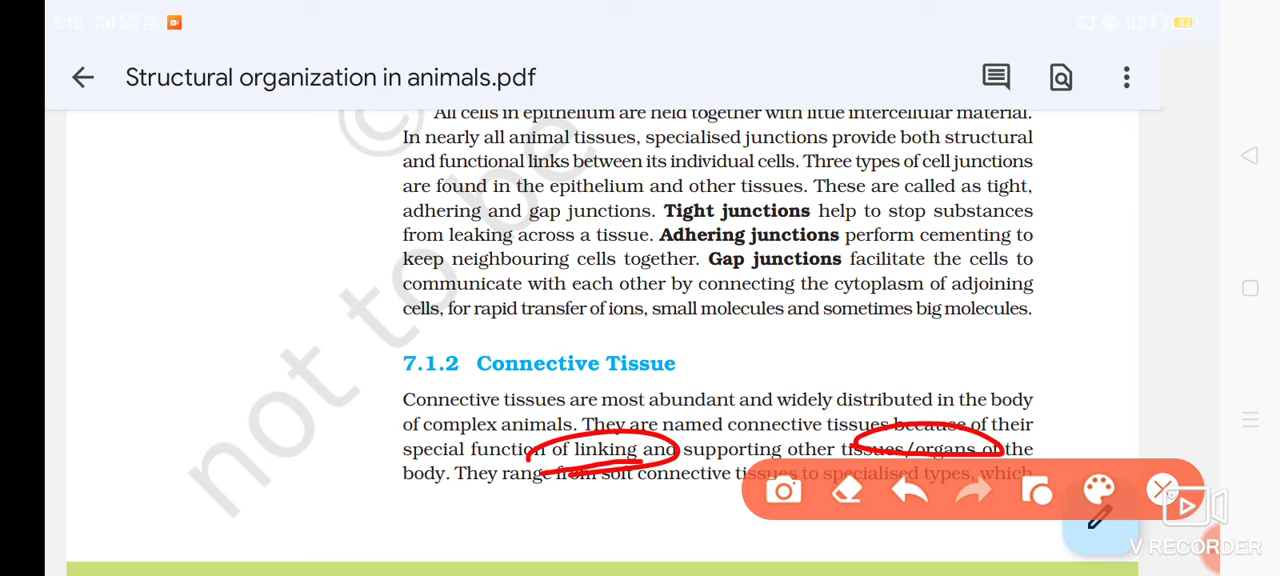 5:10
82
Structural organization in animals.pdf
All cells in epithelium are held together with little intercellular material.
In nearly all animal tissues, specialised junctions provide both structural
and functional links between its individual cells. Three types of cell junctions
are found in the epithelium and other tissues. These are called as tight,
adhering and gap junctions. Tight junctions help to stop substances
from leaking across a tissue. Adhering junctions perform cementing to
keep neighbouring cells together. Gap junctions facilitate the cells to
communicate with each other by connecting the cytoplasm of adjoining
cells, for rapid transfer of ions, small molecules and sometimes big molecules.
7.1.2 Connective Tissue
Connective tissues are most abundant and widely distributed in the body
of complex animals. They are named connective tissues because of their
special function of linking and supporting other tissues/organs of the
body. They range from soft connective tissues to specialised types, which
© not to be
V RECORDER